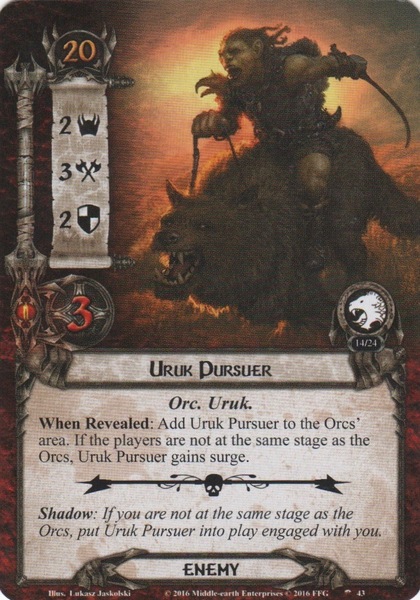 20
2
3
2
3
14/24
URUK PURSUER
Orc. Uruk.
When Revealed: Add Uruk Pursuer to the Orcs'
area. If the players are not at the same stage as the
Orcs, Uruk Pursuer gains surge.
Shadow: If you are not at the same stage as the
Orcs, put Uruk Pursuer into play engaged with you.
ENEMY
Illus. Lukasz Jaskolski © 2016 Middle-earth Enterprises © 2016 FFG 43